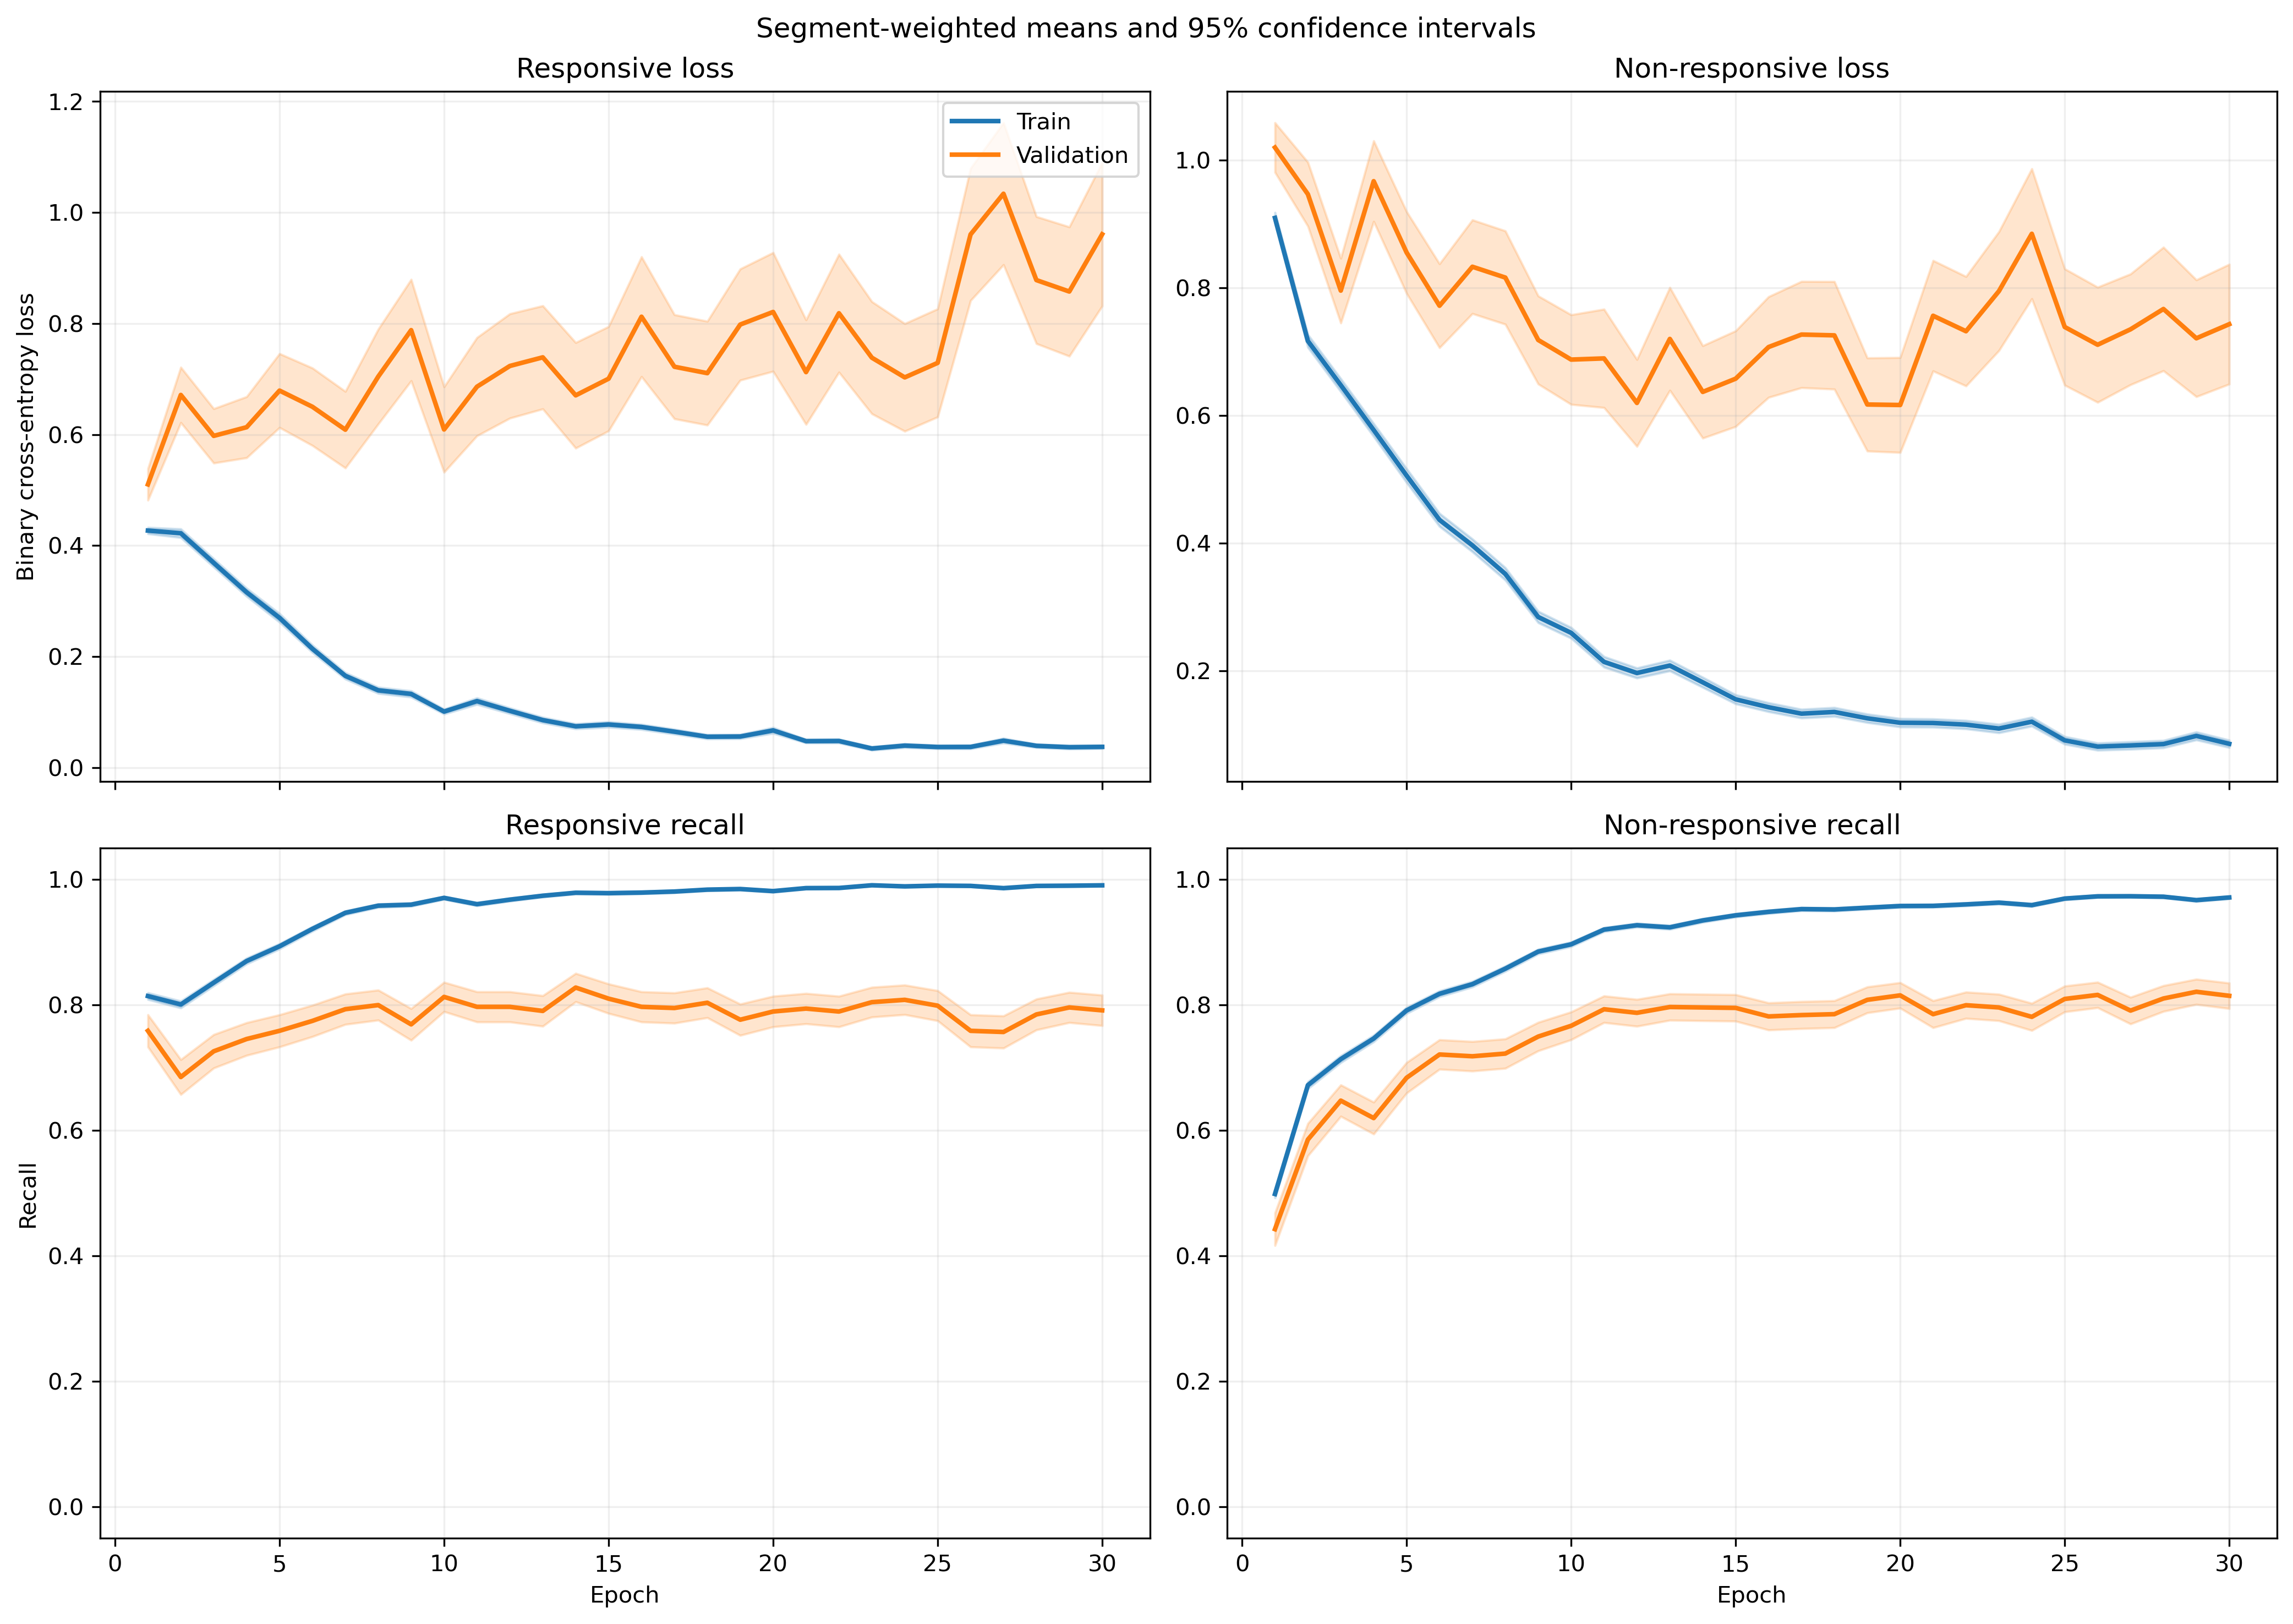 Segment-weighted means and 95% confidence intervals
Responsive loss
Binary cross-entropy loss
1.2
1.0
0.8
0.6
0.4
0.2
0.0
Train
Validation
Non-responsive loss
1.0
0.8
0.6
0.4
0.2
Responsive recall
Recall
1.0
0.8
0.6
0.4
0.2
0.0
0 5 10 15 20 25 30
Epoch
Non-responsive recall
1.0
0.8
0.6
0.4
0.2
0.0
0 5 10 15 20 25 30
Epoch